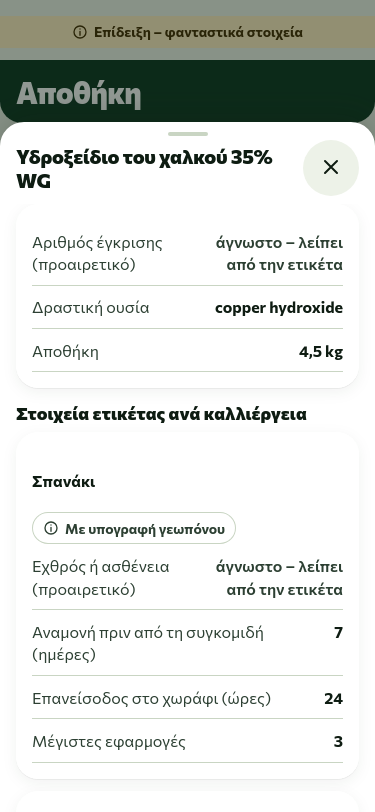 Επίδειξη – φανταστικά στοιχεία
Αποθήκη
Υδροξείδιο του χαλκού 35%
WG
Αριθμός έγκρισης
(προαιρετικό)
άγνωστο – λείπει
από την ετικέτα
Δραστική ουσία
copper hydroxide
Αποθήκη
4,5 kg
Στοιχεία ετικέτας ανά καλλιέργεια
Σπανάκι
Με υπογραφή γεωπόνου
Εχθρός ή ασθένεια
(προαιρετικό)
άγνωστο – λείπει
από την ετικέτα
Αναμονή πριν από τη συγκομιδή
(ημέρες)
7
Επανείσοδος στο χωράφι (ώρες)
24
Μέγιστες εφαρμογές
3